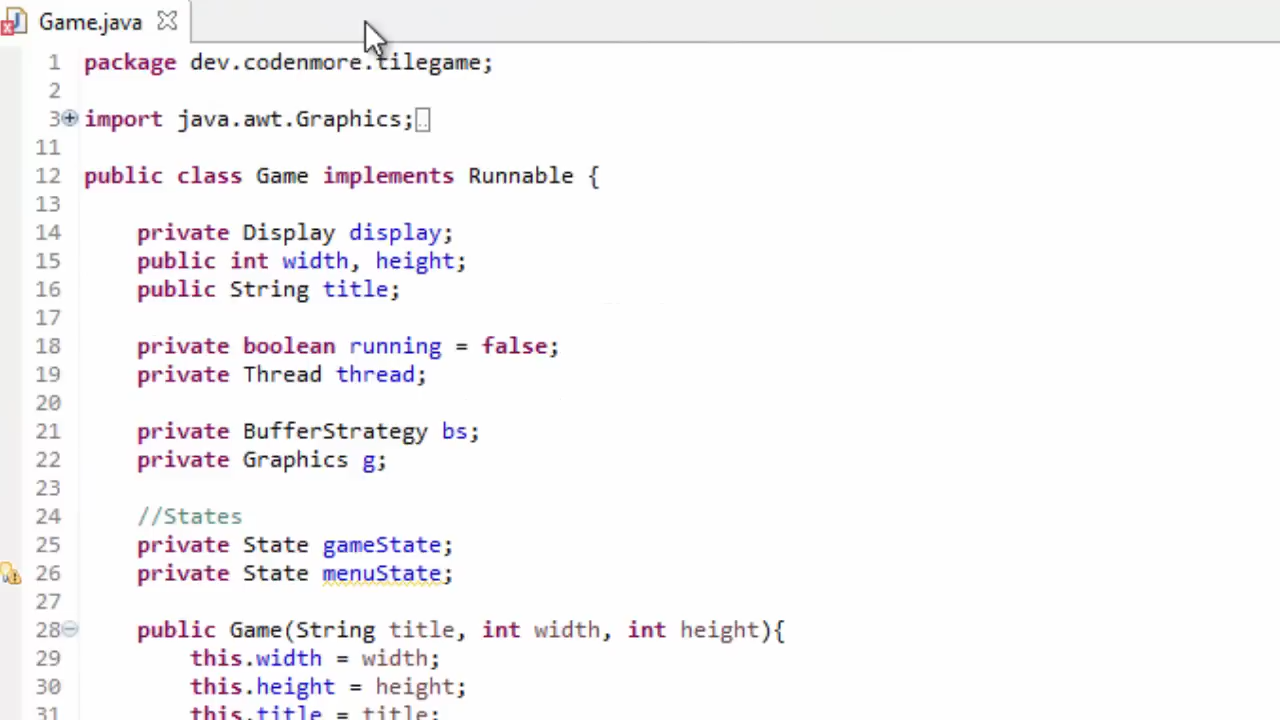 Game.java
1 package dev.codenmore.tilegame;
2
3 import java.awt.Graphics;
11
12 public class Game implements Runnable {
13
14 private Display display;
15 public int width, height;
16 public String title;
17
18 private boolean running = false;
19 private Thread thread;
20
21 private BufferStrategy bs;
22 private Graphics g;
23
24 //States
25 private State gameState;
26 private State menuState;
27
28 public Game(String title, int width, int height){
29 this.width = width;
30 this.height = height;
31 this.title = title;